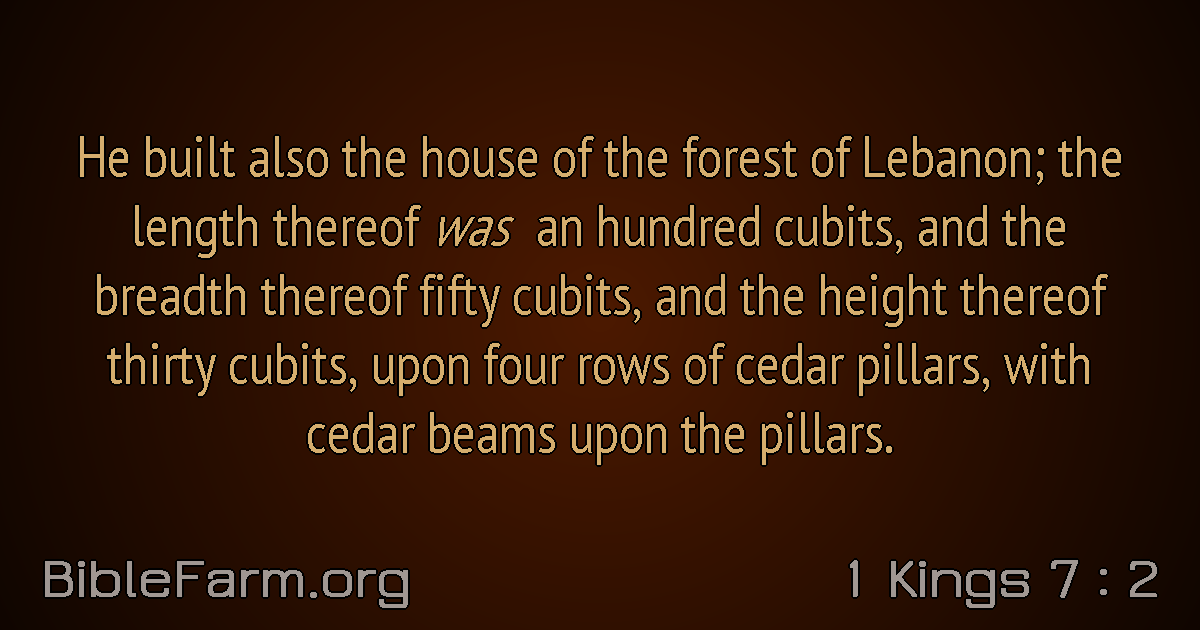 He built also the house of the forest of Lebanon; the
length thereof was an hundred cubits, and the
breadth thereof fifty cubits, and the height thereof
thirty cubits, upon four rows of cedar pillars, with
cedar beams upon the pillars.
BibleFarm.org
1 Kings 7 : 2